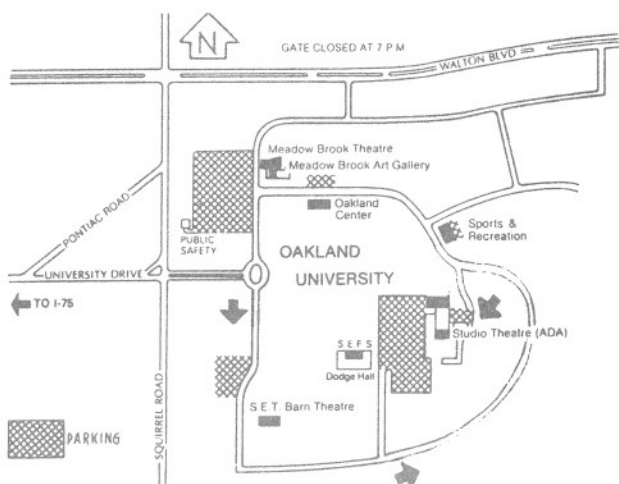 N
GATE CLOSED AT 7 P M
WALTON BLVD
Meadow Brook Theatre
Meadow Brook Art Gallery
PONTIAC ROAD
Oakland
Center
PUBLIC
SAFETY
Sports &
Recreation
OAKLAND
UNIVERSITY
UNIVERSITY DRIVE
TO I-75
Studio Theatre (ADA)
S E F S
Dodge Hall
S.E.T. Barn Theatre
SQUIRREL ROAD
PARKING